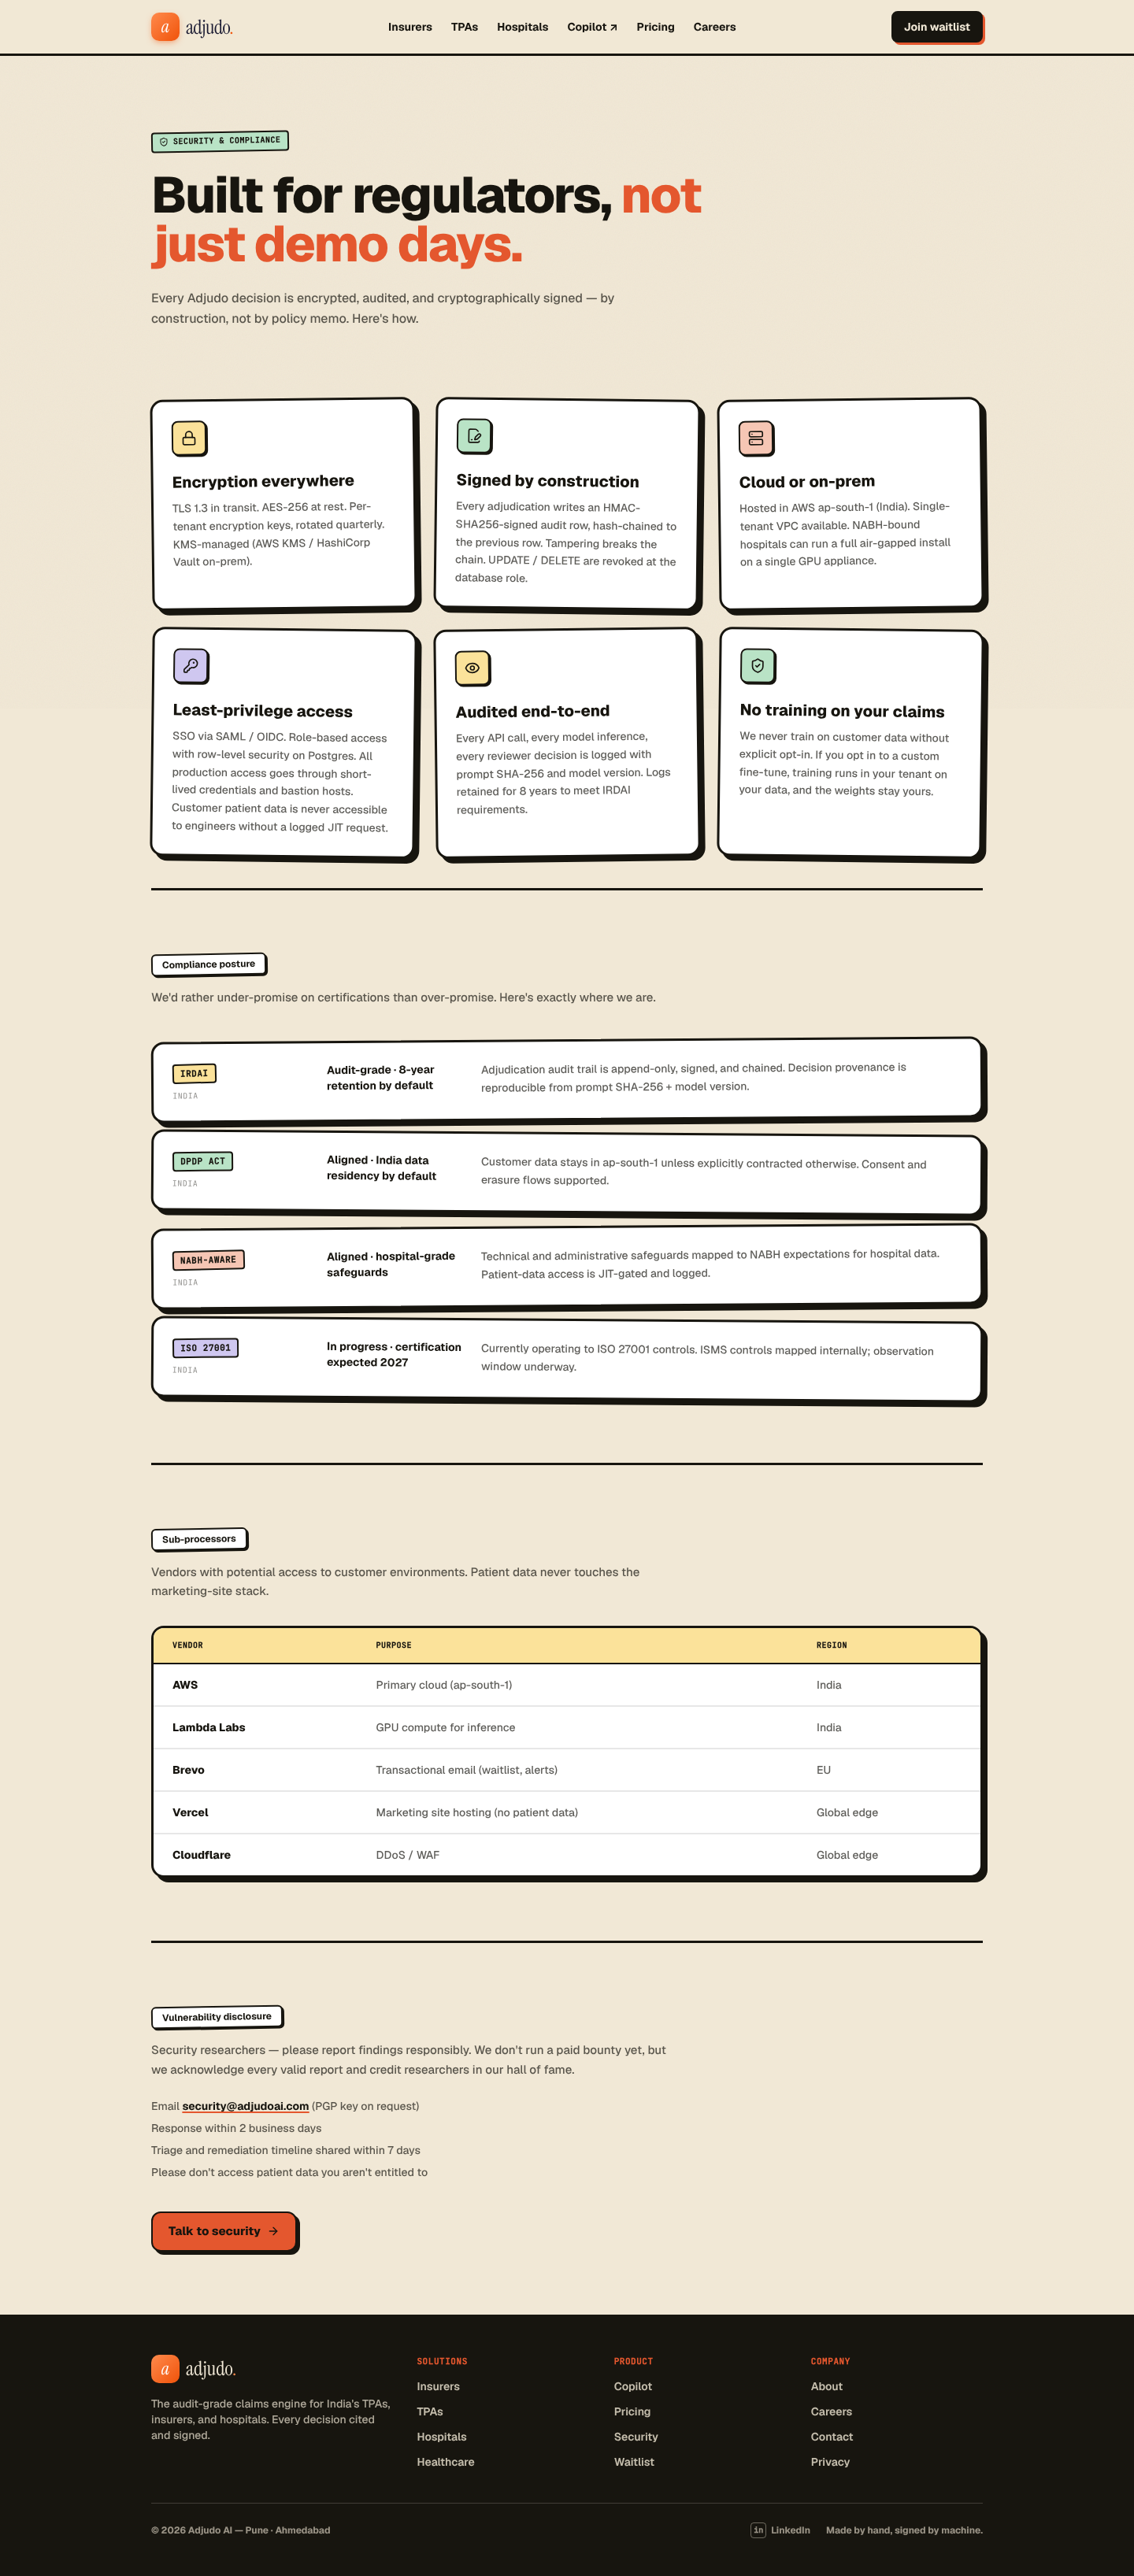 a adjudo.
Insurers TPAs Hospitals Copilot ↗ Pricing Careers
Join waitlist
SECURITY & COMPLIANCE
Built for regulators, not
just demo days.
Every Adjudo decision is encrypted, audited, and cryptographically signed — by
construction, not by policy memo. Here's how.
Encryption everywhere
TLS 1.3 in transit. AES-256 at rest. Per-
tenant encryption keys, rotated quarterly.
KMS-managed (AWS KMS / HashiCorp
Vault on-prem).
Signed by construction
Every adjudication writes an HMAC-
SHA256-signed audit row, hash-chained to
the previous row. Tampering breaks the
chain. UPDATE / DELETE are revoked at the
database role.
Cloud or on-prem
Hosted in AWS ap-south-1 (India). Single-
tenant VPC available. NABH-bound
hospitals can run a full air-gapped install
on a single GPU appliance.
Least-privilege access
SSO via SAML / OIDC. Role-based access
with row-level security on Postgres. All
production access goes through short-
lived credentials and bastion hosts.
Customer patient data is never accessible
to engineers without a logged JIT request.
Audited end-to-end
Every API call, every model inference,
every reviewer decision is logged with
prompt SHA-256 and model version. Logs
retained for 8 years to meet IRDAI
requirements.
No training on your claims
We never train on customer data without
explicit opt-in. If you opt in to a custom
fine-tune, training runs in your tenant on
your data, and the weights stay yours.
Compliance posture
We'd rather under-promise on certifications than over-promise. Here's exactly where we are.
IRDAI
INDIA
Audit-grade · 8-year
retention by default
Adjudication audit trail is append-only, signed, and chained. Decision provenance is
reproducible from prompt SHA-256 + model version.
DPDP ACT
INDIA
Aligned · India data
residency by default
Customer data stays in ap-south-1 unless explicitly contracted otherwise. Consent and
erasure flows supported.
NABH-AWARE
INDIA
Aligned · hospital-grade
safeguards
Technical and administrative safeguards mapped to NABH expectations for hospital data.
Patient-data access is JIT-gated and logged.
ISO 27001
INDIA
In progress · certification
expected 2027
Currently operating to ISO 27001 controls. ISMS controls mapped internally; observation
window underway.
Sub-processors
Vendors with potential access to customer environments. Patient data never touches the
marketing-site stack.
VENDOR PURPOSE REGION
AWS Primary cloud (ap-south-1) India
Lambda Labs GPU compute for inference India
Brevo Transactional email (waitlist, alerts) EU
Vercel Marketing site hosting (no patient data) Global edge
Cloudflare DDoS / WAF Global edge
Vulnerability disclosure
Security researchers — please report findings responsibly. We don't run a paid bounty yet, but
we acknowledge every valid report and credit researchers in our hall of fame.
Email security@adjudoai.com (PGP key on request)
Response within 2 business days
Triage and remediation timeline shared within 7 days
Please don't access patient data you aren't entitled to
Talk to security →
a adjudo.
The audit-grade claims engine for India's TPAs,
insurers, and hospitals. Every decision cited
and signed.
SOLUTIONS
Insurers
TPAs
Hospitals
Healthcare
PRODUCT
Copilot
Pricing
Security
Waitlist
COMPANY
About
Careers
Contact
Privacy
© 2026 Adjudo AI — Pune · Ahmedabad
in LinkedIn
Made by hand, signed by machine.